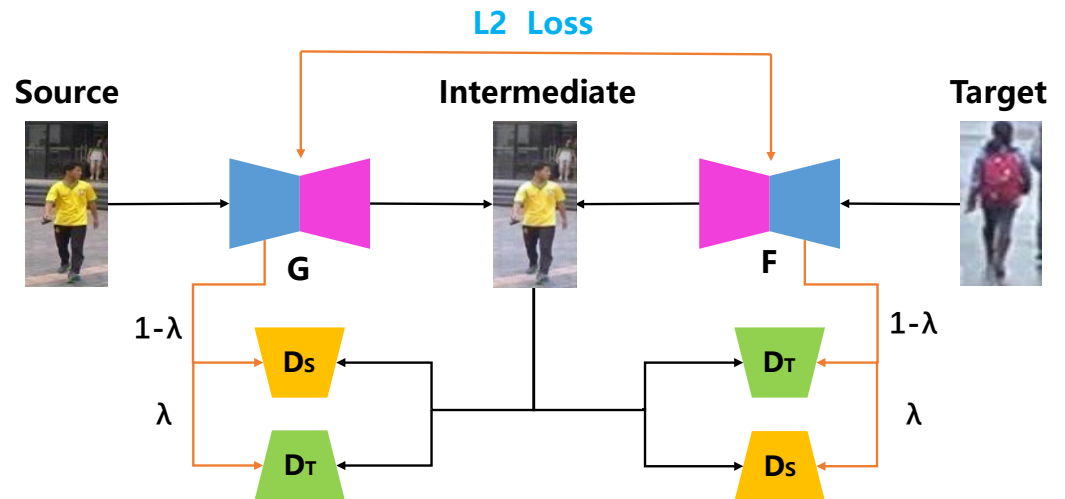 L2 Loss
Source
Intermediate
Target
G
F
1-λ
1-λ
DS
DT
λ
λ
DT
DS